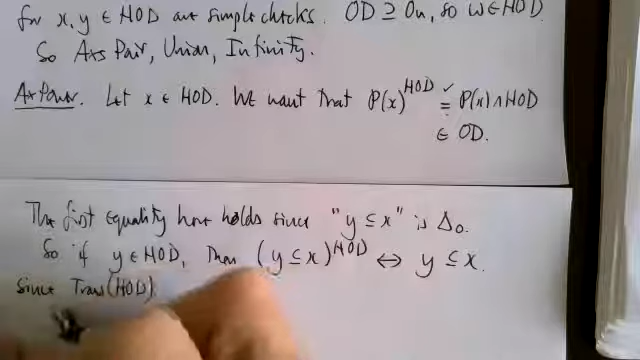 for x, y ∈ HOD are simple checks. OD ⊇ On, so ω ∈ HOD.
So Axs Pair, Union, Infinity.
Ax Power. Let x ∈ HOD. We want that P(x)^HOD =✓ P(x) ∩ HOD
∈ OD.
The first equality here holds since "y ⊆ x" is Δ₀.
So if y ∈ HOD, then (y ⊆ x)^HOD ⇔ y ⊆ x.
since Trans(HOD)